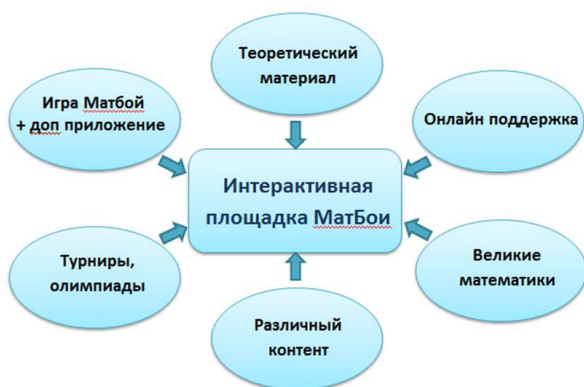 Теоретический
материал
Игра Матбой
+ доп приложение
Онлайн поддержка
Интерактивная
площадка МатБои
Турниры,
олимпиады
Великие
математики
Различный
контент